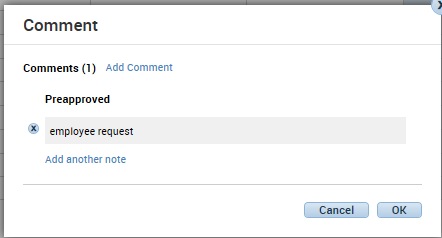 Comment
Comments (1) Add Comment
Preapproved
x employee request
Add another note
Cancel OK